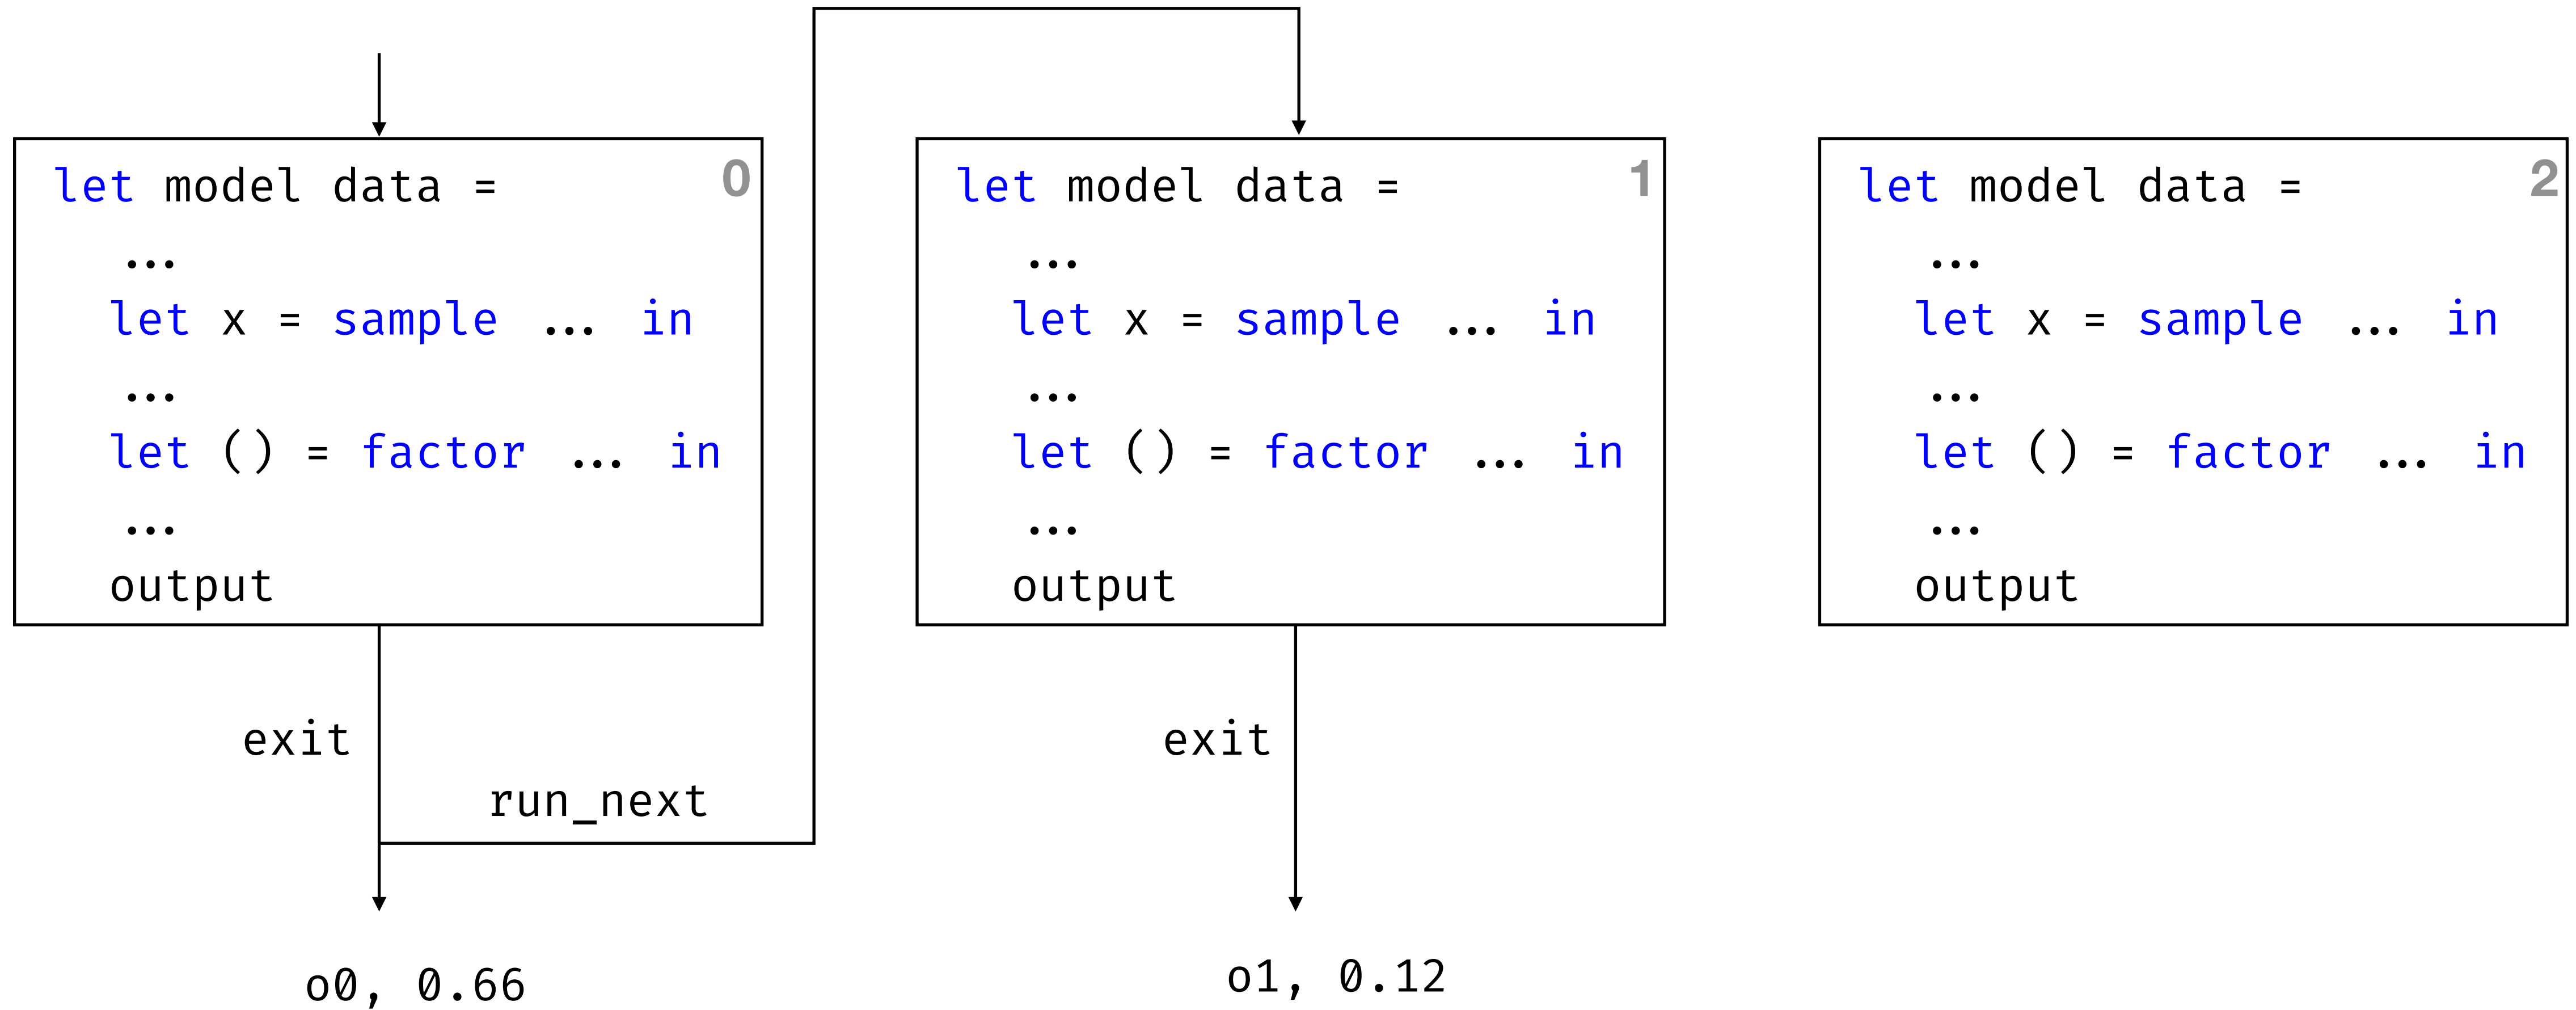 let model data = 0
...
let x = sample ... in
...
let () = factor ... in
...
output
exit
run_next
o0, 0.66
let model data = 1
...
let x = sample ... in
...
let () = factor ... in
...
output
exit
o1, 0.12
let model data = 2
...
let x = sample ... in
...
let () = factor ... in
...
output